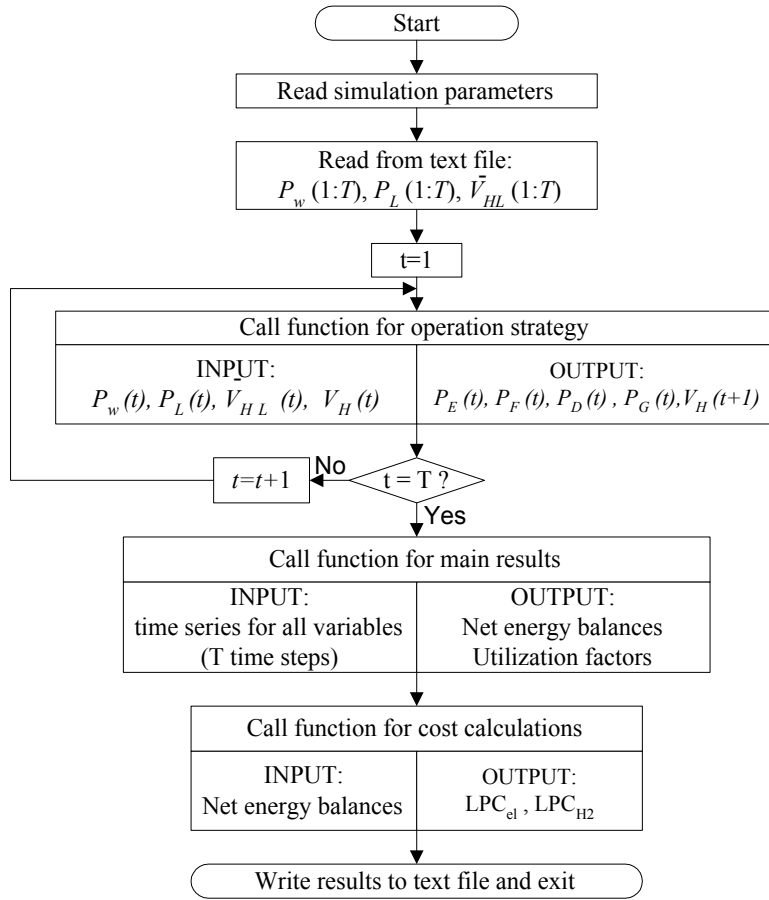 Start
Read simulation parameters
Read from text file:
P_w (1:T), P_L (1:T), V̄_HL (1:T)
t=1
Call function for operation strategy
INPUT:
P_w (t), P_L (t), V̄_HL (t), V_H (t)
OUTPUT:
P_E (t), P_F (t), P_D (t) , P_G (t),V_H (t+1)
t=t+1
No
t = T ?
Yes
Call function for main results
INPUT:
time series for all variables
(T time steps)
OUTPUT:
Net energy balances
Utilization factors
Call function for cost calculations
INPUT:
Net energy balances
OUTPUT:
LPC_el , LPC_H2
Write results to text file and exit